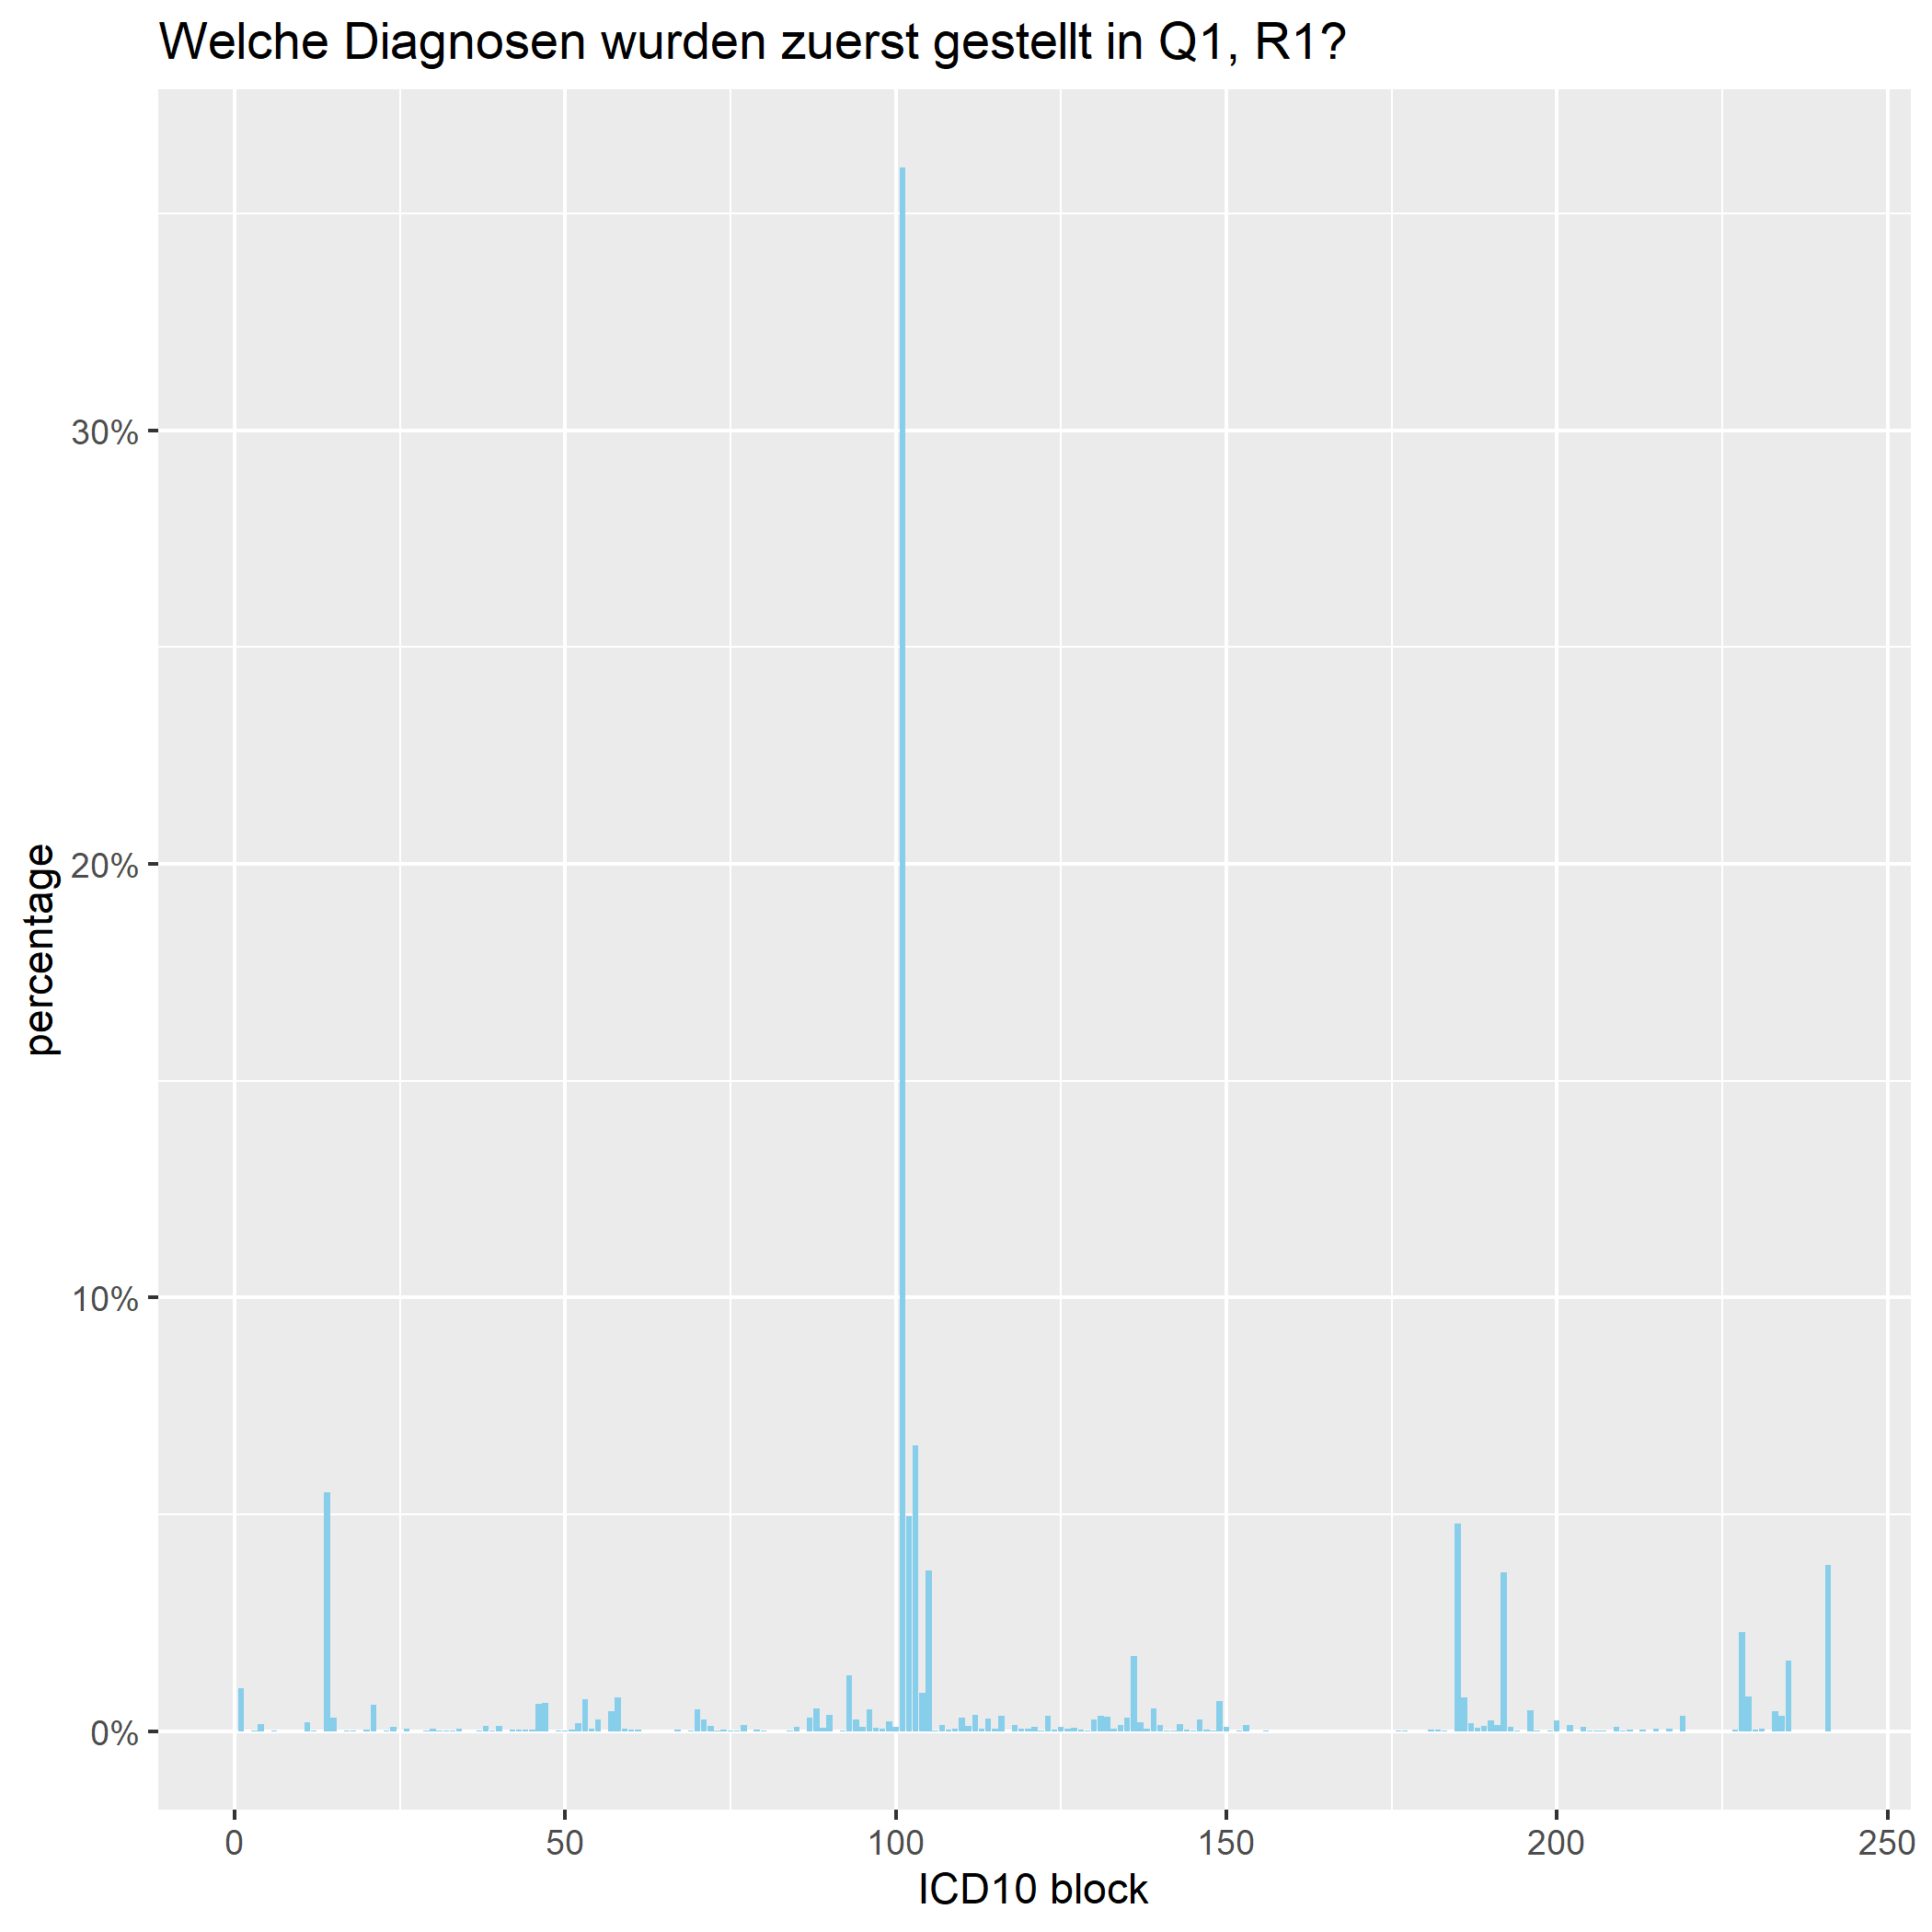 Welche Diagnosen wurden zuerst gestellt in Q1, R1?
percentage
30%
20%
10%
0%
0 50 100 150 200 250
ICD10 block